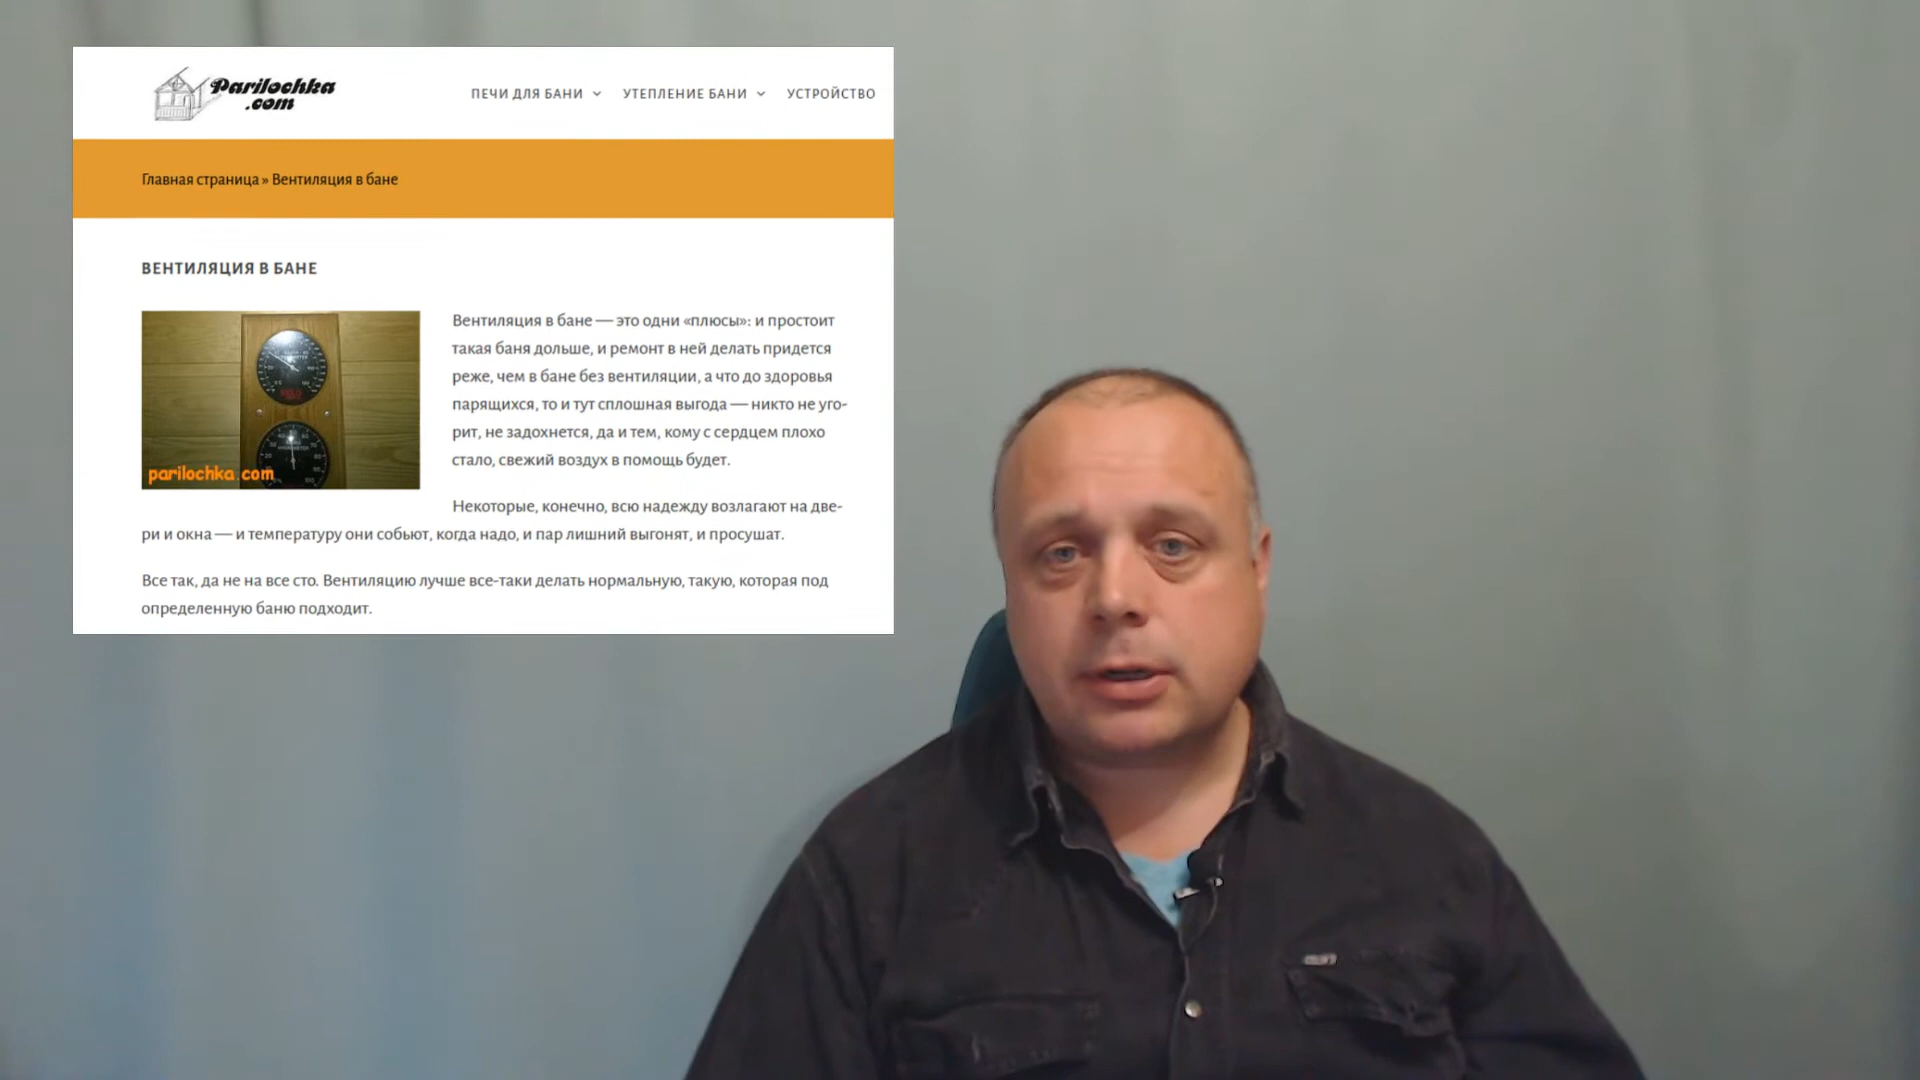 Parilochka
.com
ПЕЧИ ДЛЯ БАНИ
УТЕПЛЕНИЕ БАНИ
УСТРОЙСТВО
Главная страница » Вентиляция в бане
ВЕНТИЛЯЦИЯ В БАНЕ
Вентиляция в бане — это одни «плюсы»: и простоит
такая баня дольше, и ремонт в ней делать придется
реже, чем в бане без вентиляции, а что до здоровья
парящихся, то и тут сплошная выгода — никто не уго-
рит, не задохнется, да и тем, кому с сердцем плохо
стало, свежий воздух в помощь будет.
parilochka.com
Некоторые, конечно, всю надежду возлагают на две-
ри и окна — и температуру они собьют, когда надо, и пар лишний выгонят, и просушат.
Все так, да не на все сто. Вентиляцию лучше все-таки делать нормальную, такую, которая под
определенную баню подходит.